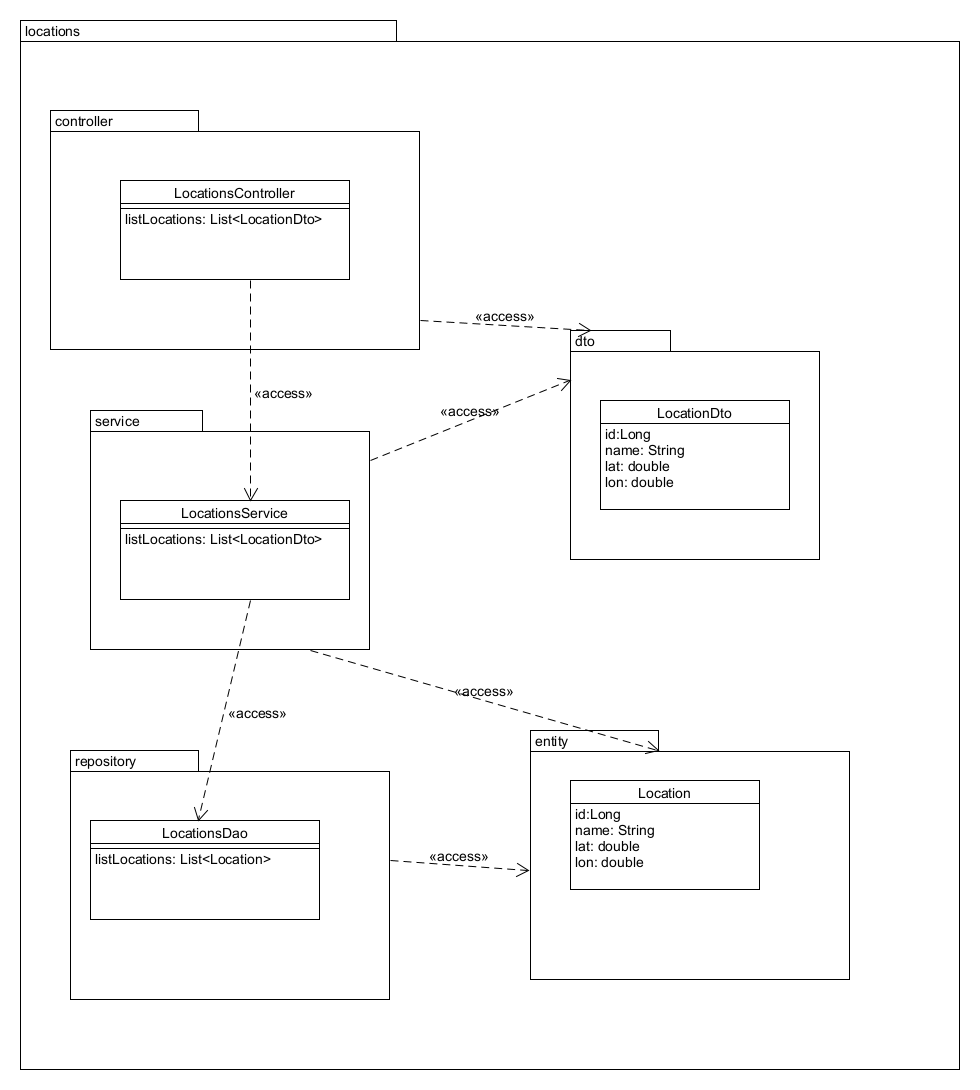 locations
controller
LocationsController
listLocations: List<LocationDto>
«access»
dto
LocationDto
id:Long
name: String
lat: double
lon: double
«access»
«access»
service
LocationsService
listLocations: List<LocationDto>
«access»
«access»
repository
LocationsDao
listLocations: List<Location>
«access»
entity
Location
id:Long
name: String
lat: double
lon: double